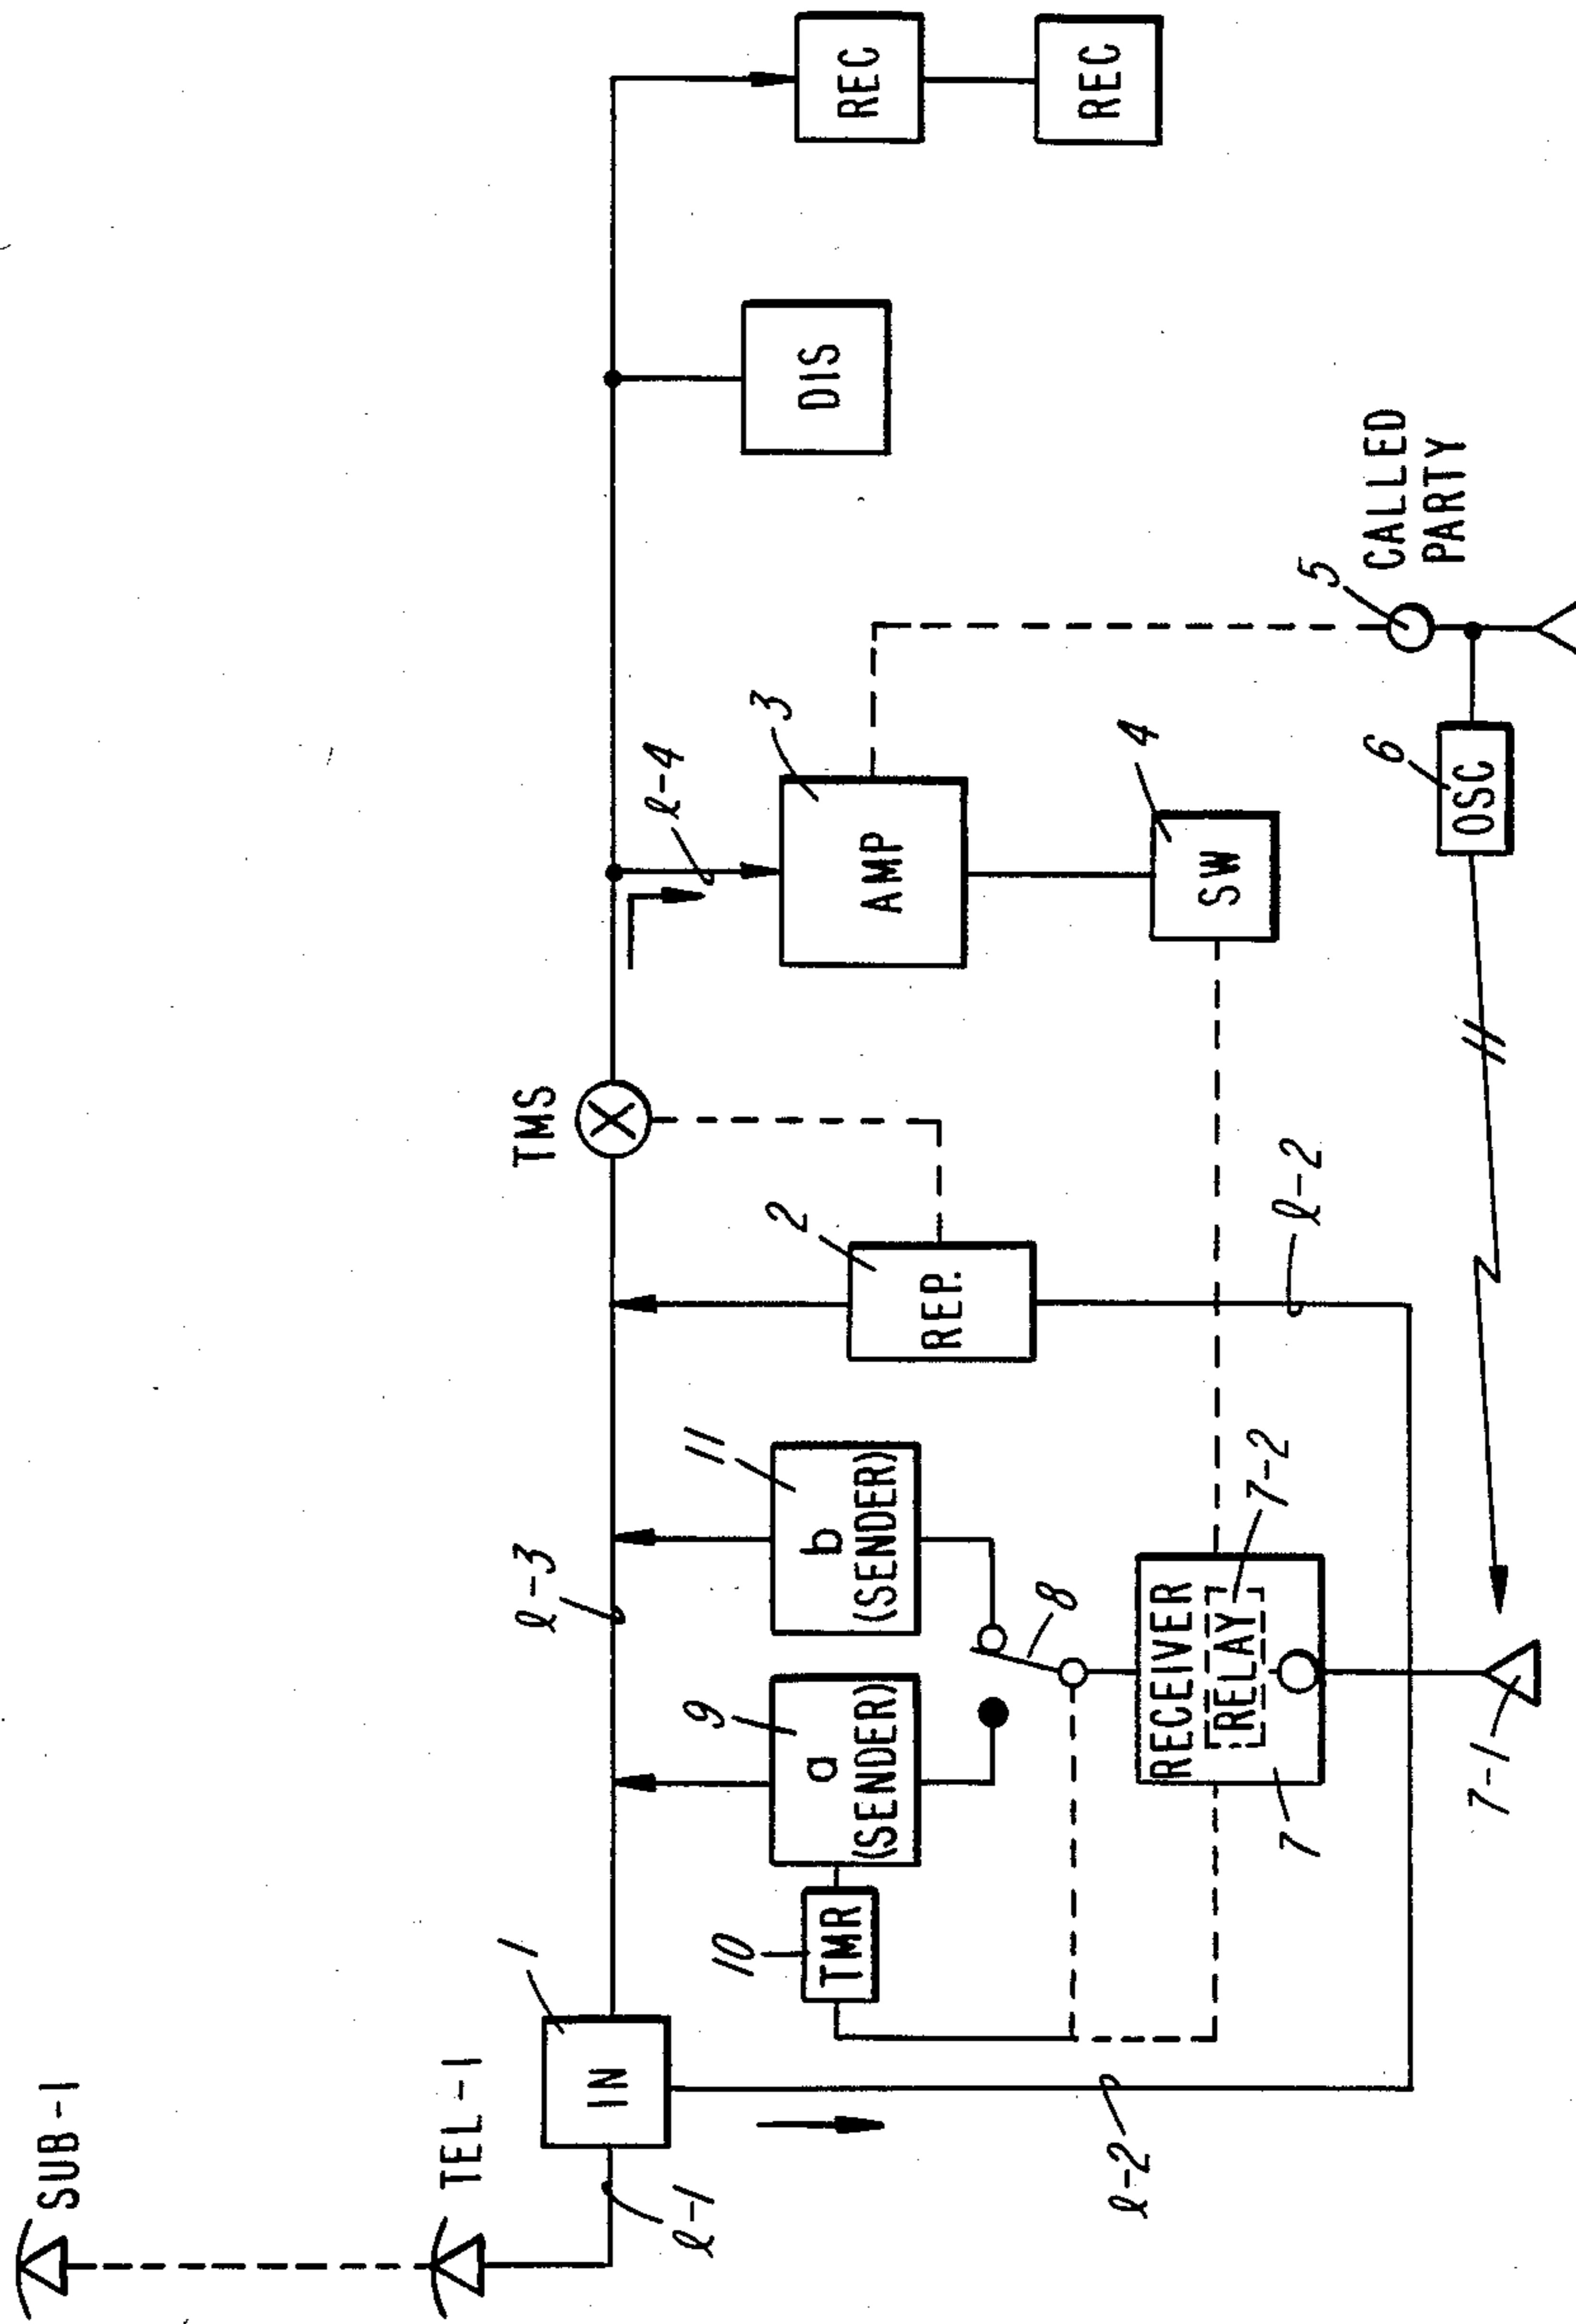 SUB-1
TEL-1
1
IN
ℓ-1
ℓ-2
ℓ-3
10
TMR
9
a
(SENDER)
11
b
(SENDER)
8
RECEIVER
RELAY
7-2
7
7-1
2
REP.
ℓ-2
TMS
ℓ-4
3
AMP
4
SW
6
OSC
5
CALLED
PARTY
DIS
REC
REC